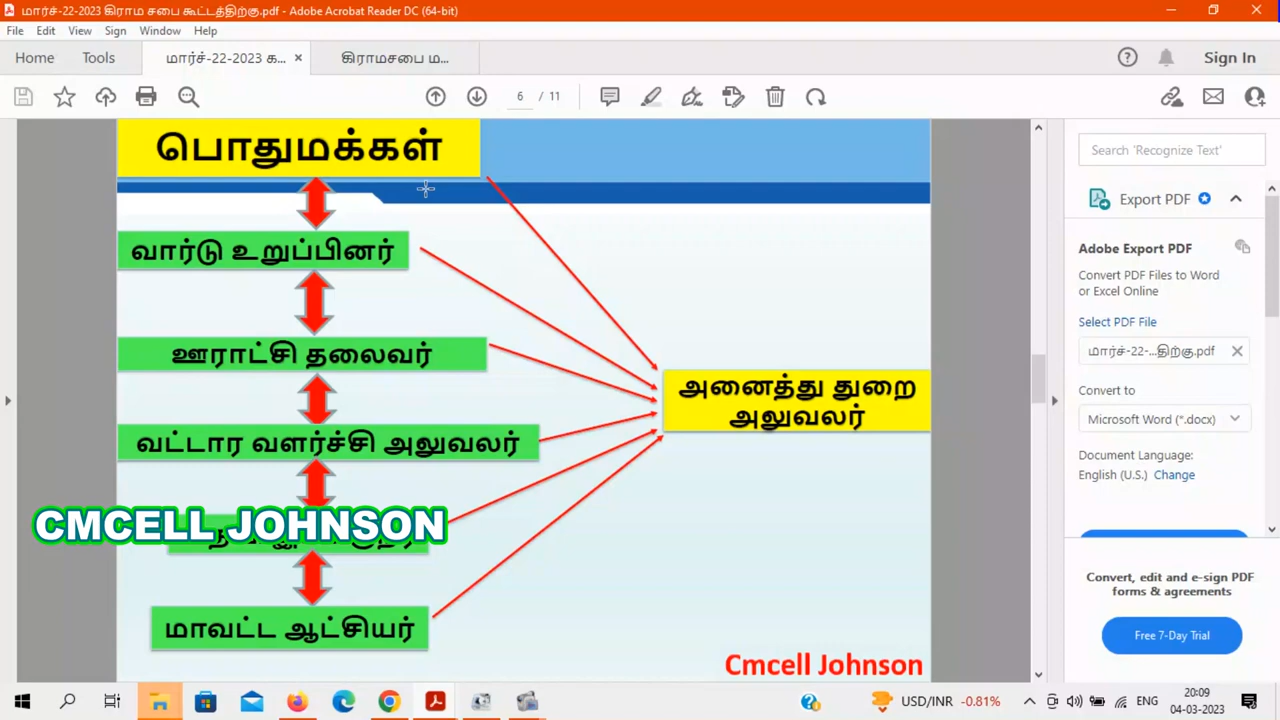 மார்ச்-22-2023 கிராம சபை கூட்டத்திற்கு.pdf - Adobe Acrobat Reader DC (64-bit)
File Edit View Sign Window Help
Home Tools மார்ச்-22-2023 க... கிராமசபை ம... Sign In
6 / 11
பொதுமக்கள்
வார்டு உறுப்பினர்
ஊராட்சி தலைவர்
வட்டார வளர்ச்சி அலுவலர்
அனைத்து துறை
அலுவலர்
CMCELL JOHNSON
மாவட்ட ஆட்சியர்
Cmcell Johnson
Search 'Recognize Text'
Export PDF
Adobe Export PDF
Convert PDF Files to Word
or Excel Online
Select PDF File
மார்ச்-22-...திற்கு.pdf
Convert to
Microsoft Word (*.docx)
Document Language:
English (U.S.) Change
Convert, edit and e-sign PDF
forms & agreements
Free 7-Day Trial
USD/INR -0.81% ENG 20:09
04-03-2023